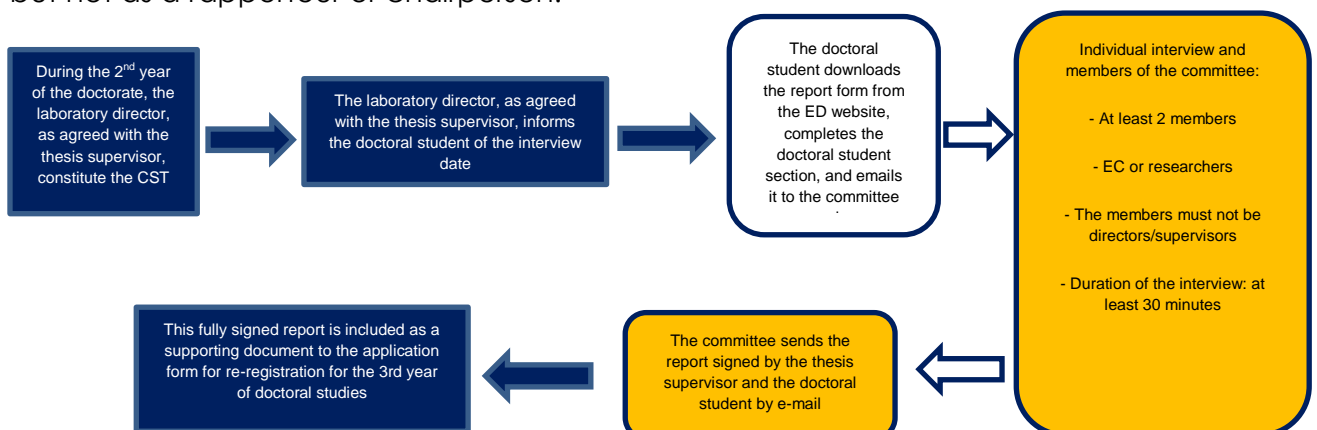 but not as a rapporteur or chairperson.
During the 2nd year
of the doctorate, the
laboratory director,
as agreed with the
thesis supervisor,
constitute the CST
The laboratory director, as agreed
with the thesis supervisor, informs
the doctoral student of the interview
date
The doctoral
student downloads
the report form from
the ED website,
completes the
doctoral student
section, and emails
it to the committee
Individual interview and
members of the committee:
- At least 2 members
- EC or researchers
- The members must not be
directors/supervisors
- Duration of the interview: at
least 30 minutes
The committee sends the
report signed by the thesis
supervisor and the doctoral
student by e-mail
This fully signed report is included as a
supporting document to the application
form for re-registration for the 3rd year
of doctoral studies